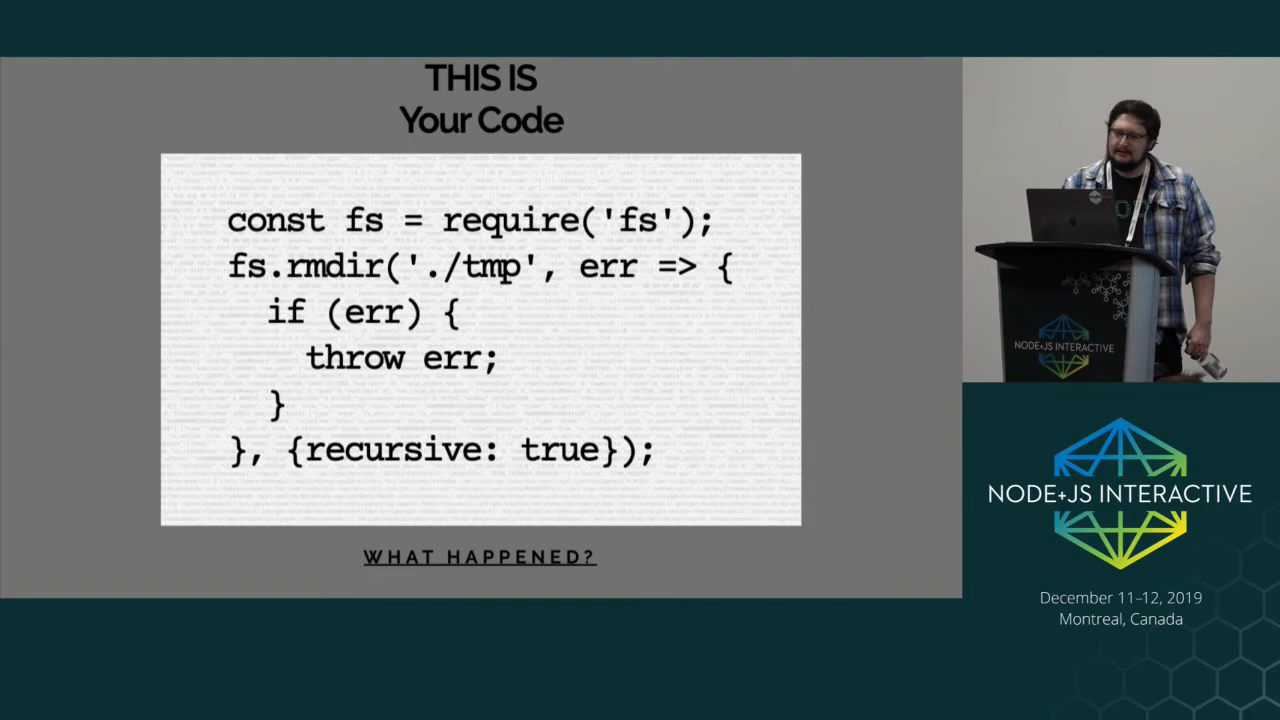 THIS IS
Your Code
const fs = require('fs');
fs.rmdir('./tmp', err => {
if (err) {
throw err;
}
}, {recursive: true});
WHAT HAPPENED?
NODE+JS INTERACTIVE
NODE+JS INTERACTIVE
December 11–12, 2019
Montreal, Canada